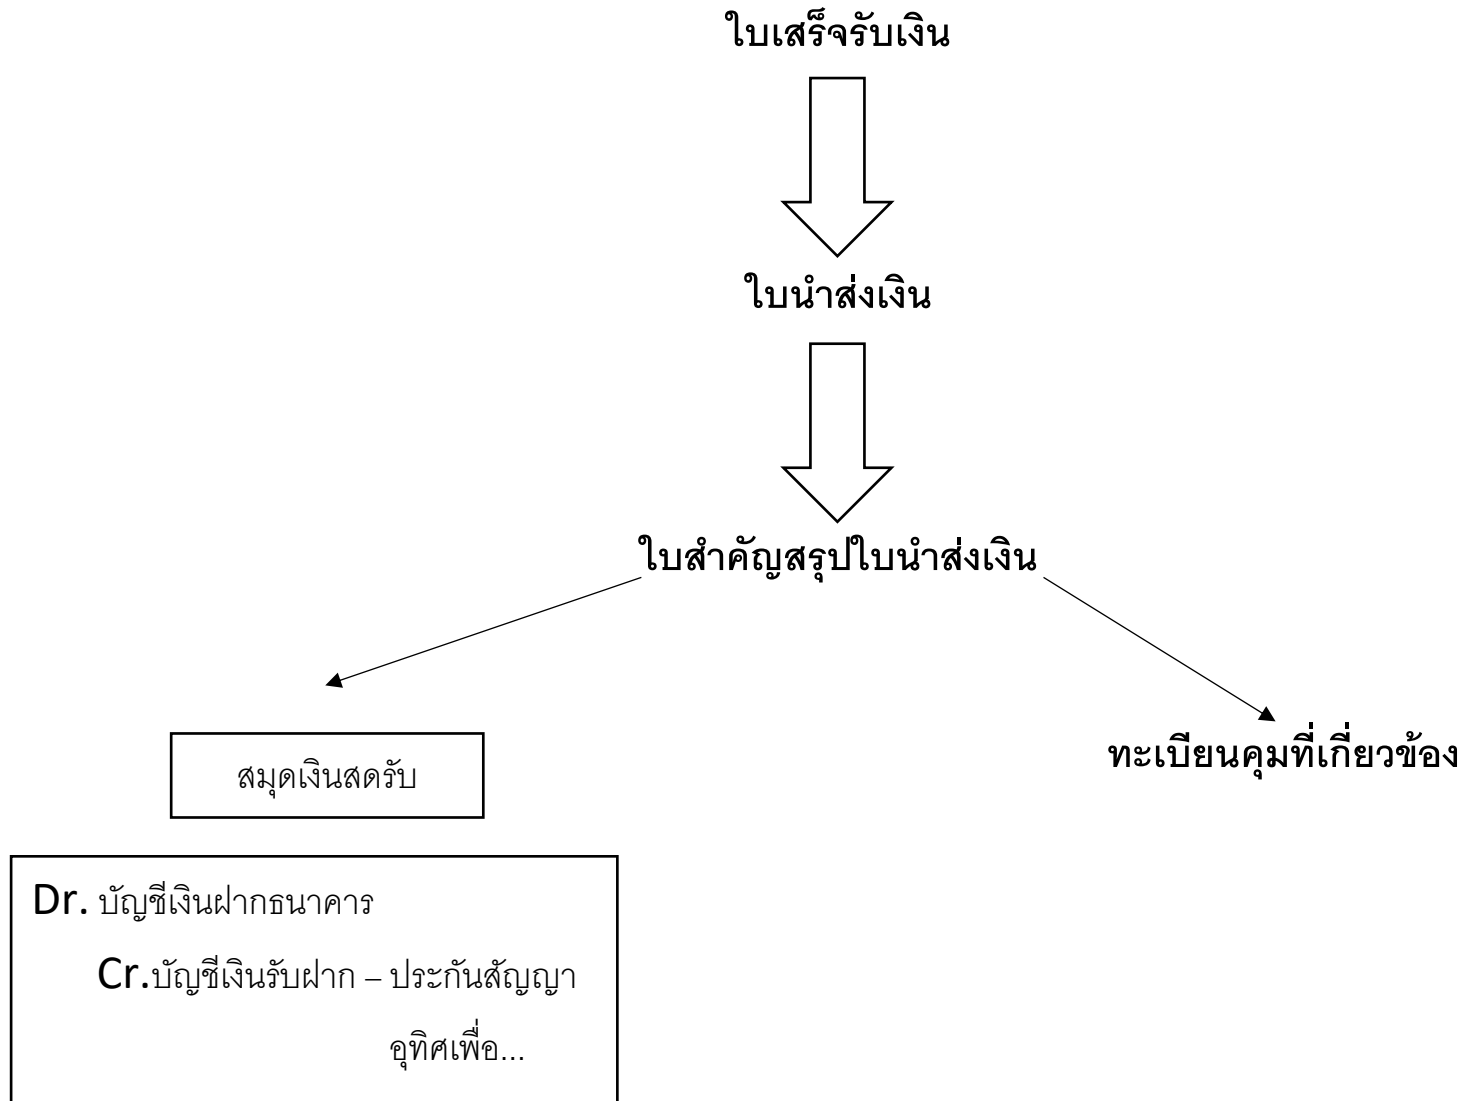 ใบเสร็จรับเงิน
ใบนำส่งเงิน
ใบสำคัญสรุปใบนำส่งเงิน
สมุดเงินสดรับ
ทะเบียนคุมที่เกี่ยวข้อง
Dr. บัญชีเงินฝากธนาคาร
Cr.บัญชีเงินรับฝาก – ประกันสัญญา
อุทิศเพื่อ...